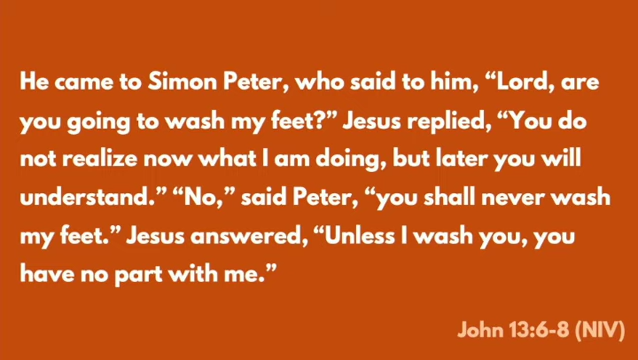 He came to Simon Peter, who said to him, “Lord, are
you going to wash my feet?” Jesus replied, “You do
not realize now what I am doing, but later you will
understand.” “No,” said Peter, “you shall never wash
my feet.” Jesus answered, “Unless I wash you, you
have no part with me.”
John 13:6-8 (NIV)